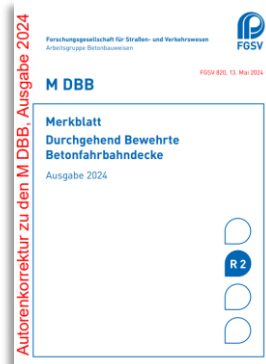 Autorenkorrektur zu den M DBB, Ausgabe 2024
Forschungsgesellschaft für Straßen- und Verkehrswesen
Arbeitsgruppe Betonbauweisen
FGSV
FGSV 820, 13. Mai 2024
M DBB
Merkblatt
Durchgehend Bewehrte
Betonfahrbahndecke
Ausgabe 2024
R 2